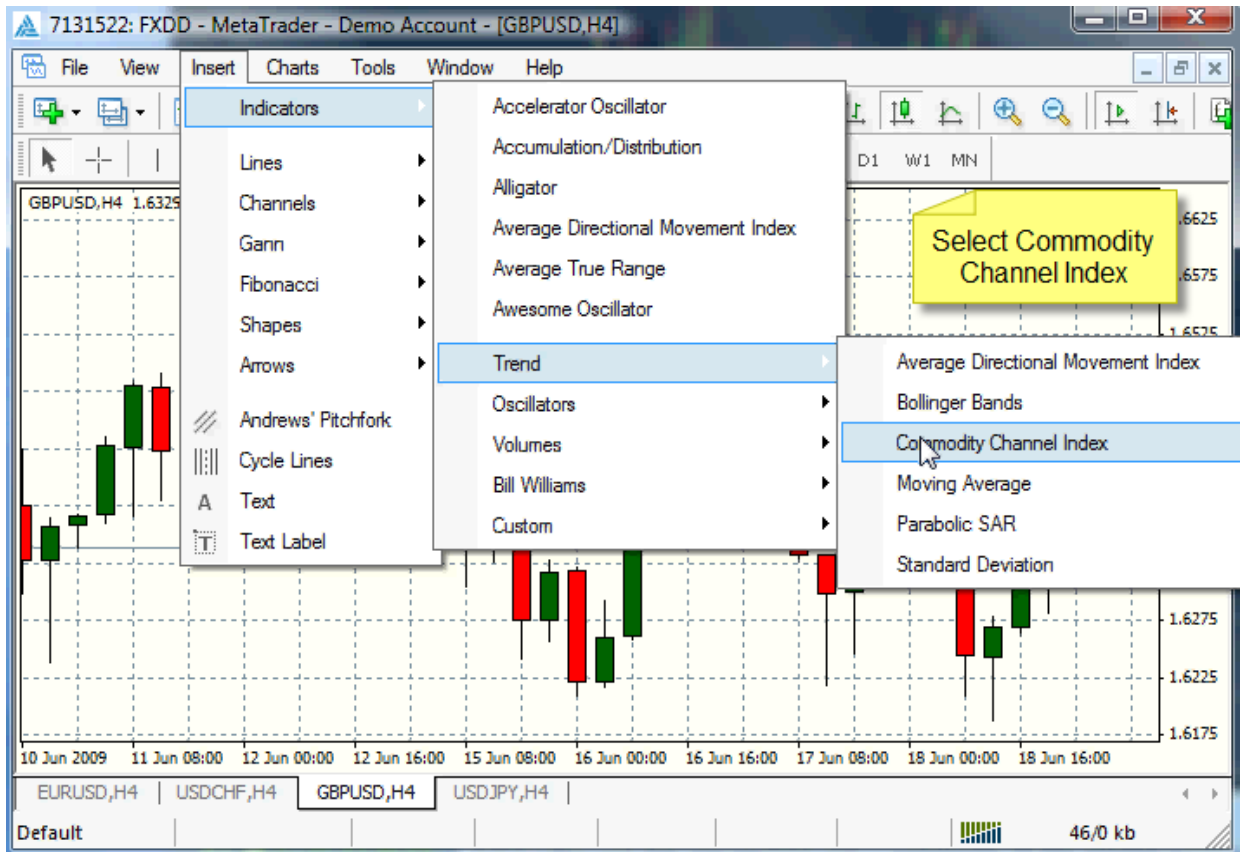 7131522: FXDD - MetaTrader - Demo Account - [GBPUSD,H4]
File View Insert Charts Tools Window Help
D1 W1 MN
Indicators
Lines
Channels
Gann
Fibonacci
Shapes
Arrows
Andrews' Pitchfork
Cycle Lines
A Text
T Text Label
Accelerator Oscillator
Accumulation/Distribution
Alligator
Average Directional Movement Index
Average True Range
Awesome Oscillator
Trend
Oscillators
Volumes
Bill Williams
Custom
Average Directional Movement Index
Bollinger Bands
Commodity Channel Index
Moving Average
Parabolic SAR
Standard Deviation
Select Commodity
Channel Index
GBPUSD,H4 1.6329
.6625
.6575
1.6525
1.6275
1.6225
1.6175
10 Jun 2009 11 Jun 08:00 12 Jun 00:00 12 Jun 16:00 15 Jun 08:00 16 Jun 00:00 16 Jun 16:00 17 Jun 08:00 18 Jun 00:00 18 Jun 16:00
EURUSD,H4 USDCHF,H4 GBPUSD,H4 USDJPY,H4
Default 46/0 kb